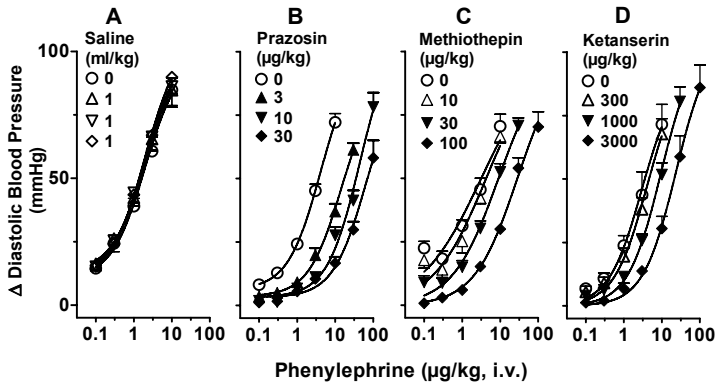 A
B
C
D
Saline
(ml/kg)
0
1
1
1
Prazosin
(µg/kg)
0
3
10
30
Methiothepin
(µg/kg)
0
10
30
100
Ketanserin
(µg/kg)
0
300
1000
3000
Δ Diastolic Blood Pressure
(mmHg)
100
50
0
0.1 1 10 100
0.1 1 10 100
0.1 1 10 100
0.1 1 10 100
Phenylephrine (µg/kg, i.v.)